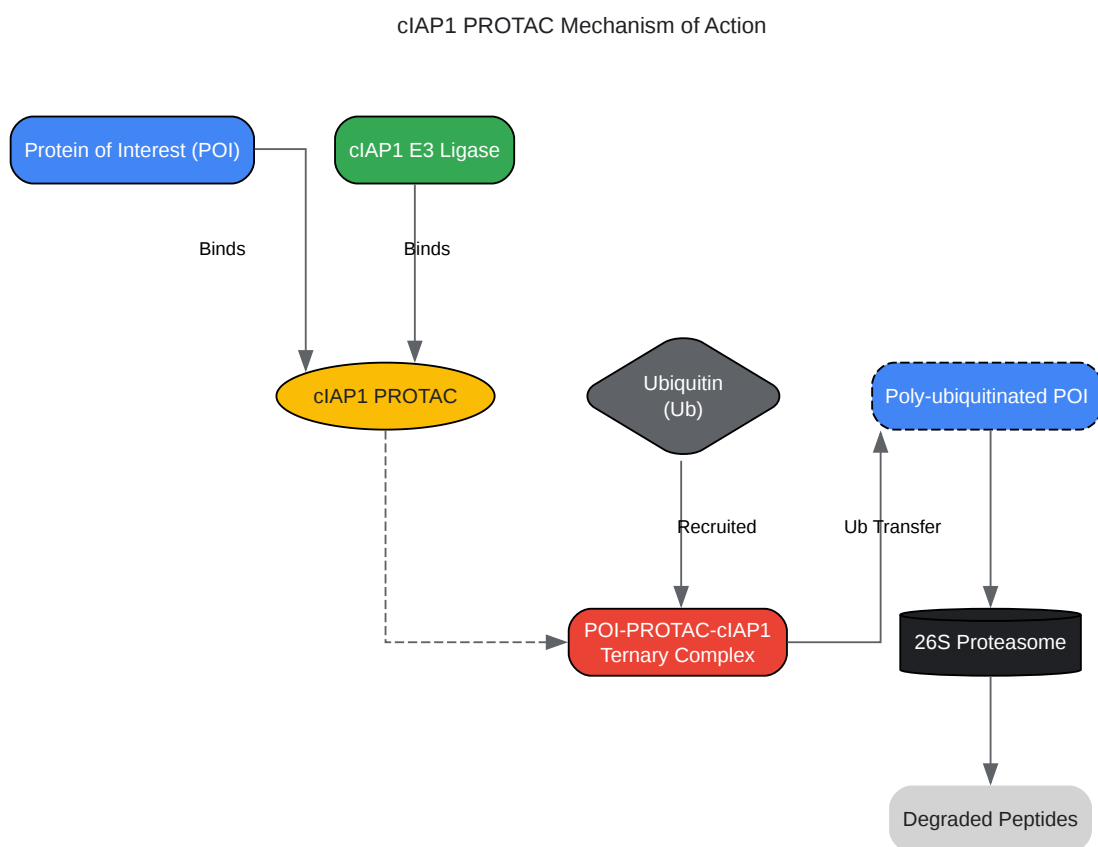 cIAP1 PROTAC Mechanism of Action
Protein of Interest (POI)
cIAP1 E3 Ligase
Binds
Binds
cIAP1 PROTAC
Ubiquitin
(Ub)
Poly-ubiquitinated POI
Recruited
Ub Transfer
POI-PROTAC-cIAP1
Ternary Complex
26S Proteasome
Degraded Peptides